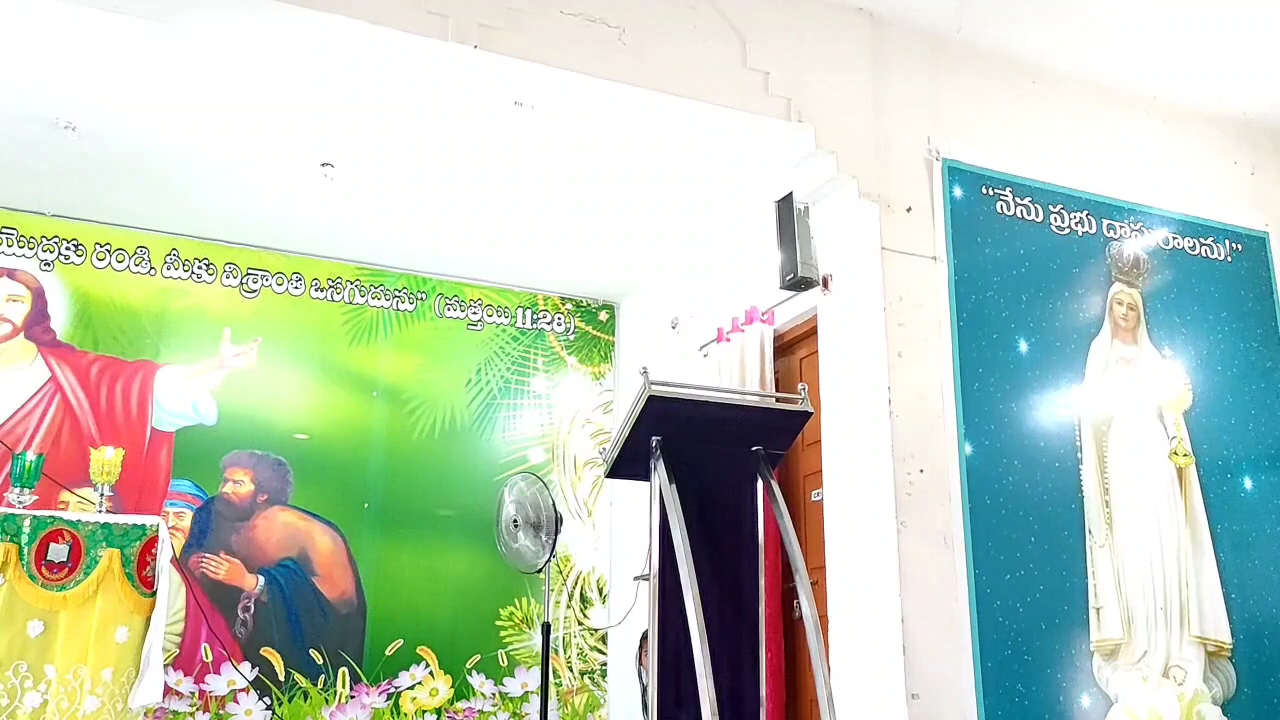 యొద్దకు రండి. మీకు విశ్రాంతి ఒసగుదును” (మత్తయి 11:28)
“నేను ప్రభు దాసురాలను!”